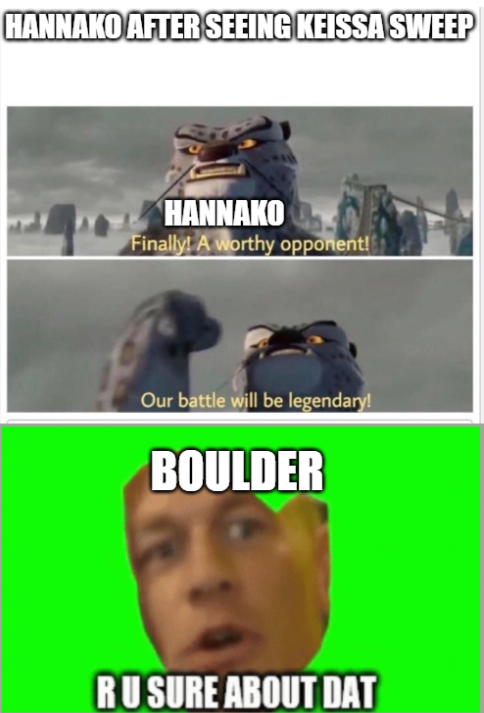 HANNAKO AFTER SEEING KEISSA SWEEP
HANNAKO
Finally! A worthy opponent!
Our battle will be legendary!
BOULDER
R U SURE ABOUT DAT